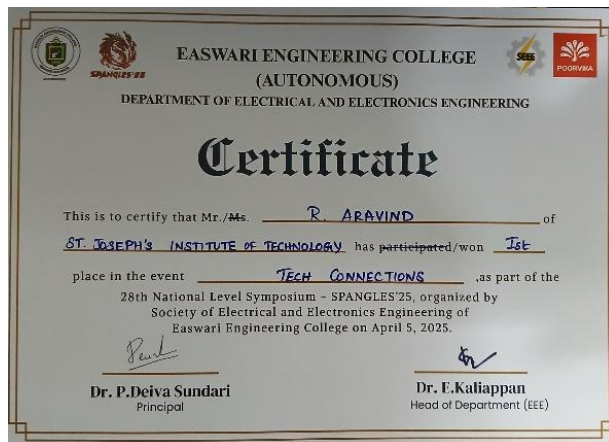 SPANGLES'25
SEEE
POORVIKA
EASWARI ENGINEERING COLLEGE
(AUTONOMOUS)
DEPARTMENT OF ELECTRICAL AND ELECTRONICS ENGINEERING
Certificate
This is to certify that Mr./Ms. R. ARAVIND of
ST. JOSEPH'S INSTITUTE OF TECHNOLOGY has participated/won Ist
place in the event TECH CONNECTIONS ,as part of the
28th National Level Symposium – SPANGLES'25, organized by
Society of Electrical and Electronics Engineering of
Easwari Engineering College on April 5, 2025.
Dr. P.Deiva Sundari
Principal
Dr. E.Kaliappan
Head of Department (EEE)